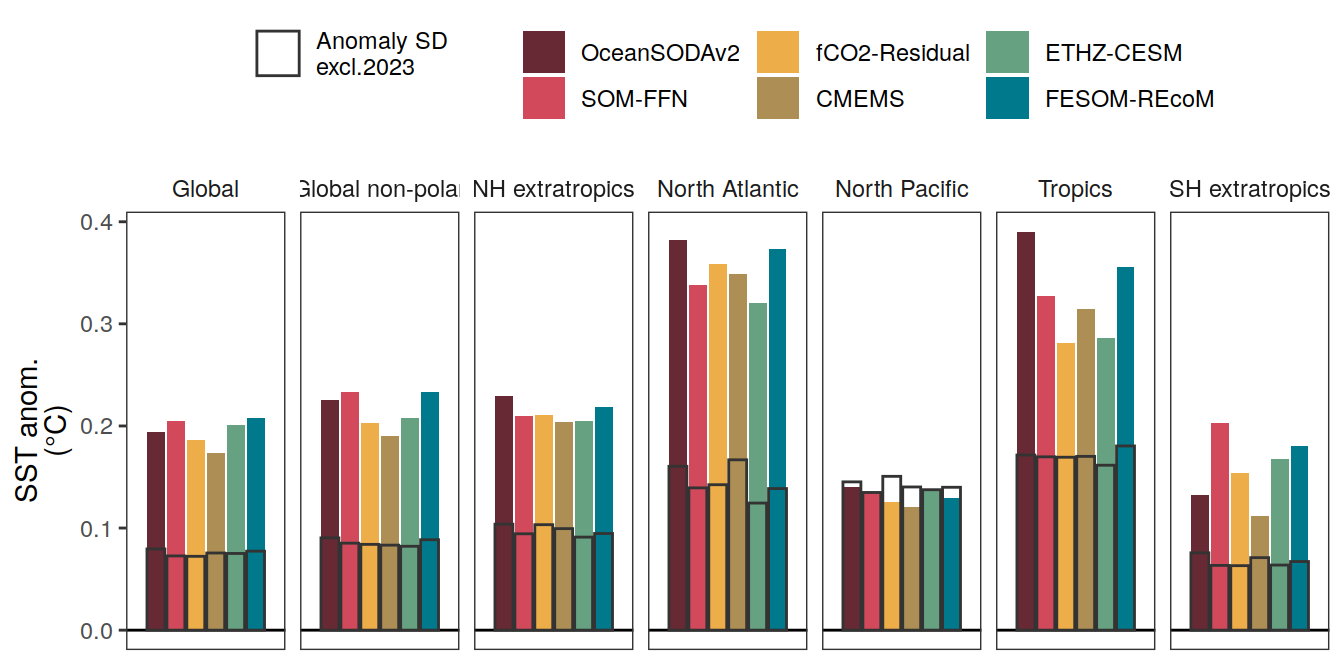 Anomaly SD
excl.2023
OceanSODAv2
fCO2-Residual
ETHZ-CESM
SOM-FFN
CMEMS
FESOM-REcoM
Global
Global non-polar
NH extratropics
North Atlantic
North Pacific
Tropics
SH extratropics
SST anom.
(°C)
0.4
0.3
0.2
0.1
0.0